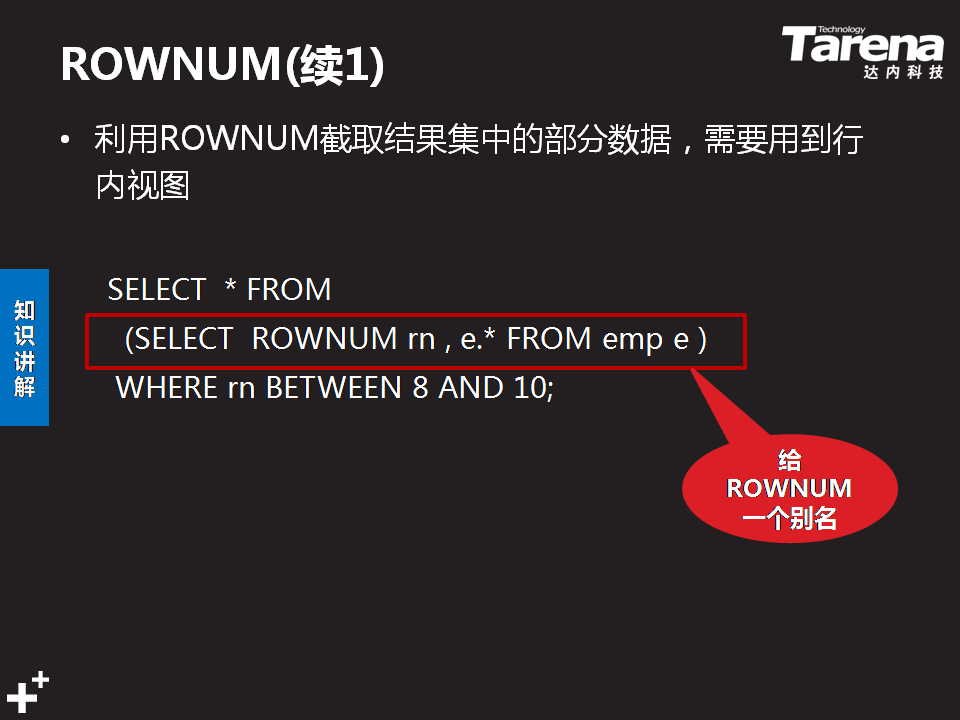 ROWNUM(续1)
Technology
Tarena
达内科技
• 利用ROWNUM截取结果集中的部分数据，需要用到行
内视图
知识讲解
SELECT * FROM
(SELECT ROWNUM rn , e.* FROM emp e )
WHERE rn BETWEEN 8 AND 10;
给
ROWNUM
一个别名